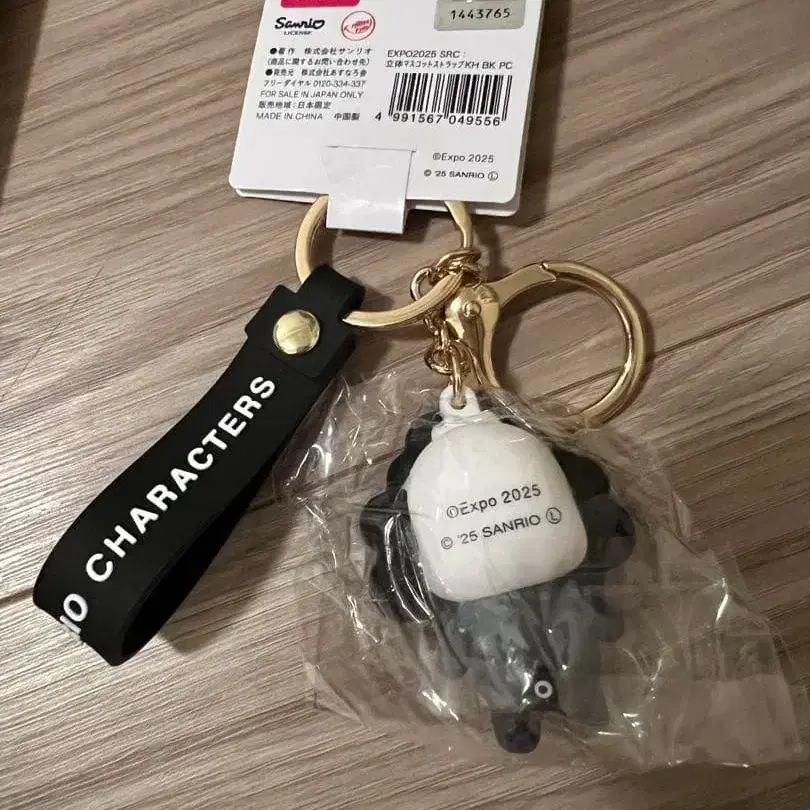 Sanrio
LICENSE
●著作 株式会社サンリオ
(商品に関するお問い合わせ先)
●発売元 株式会社あすなろ舎
フリーダイヤル 0120-334-337
FOR SALE IN JAPAN ONLY
販売地域:日本限定
MADE IN CHINA 中国製
1443765
EXPO2025 SRC:
立体マスコットストラップKH BK PC
4 991567 049556
©Expo 2025
© '25 SANRIO Ⓛ
IO CHARACTERS
©Expo 2025
© '25 SANRIO Ⓛ